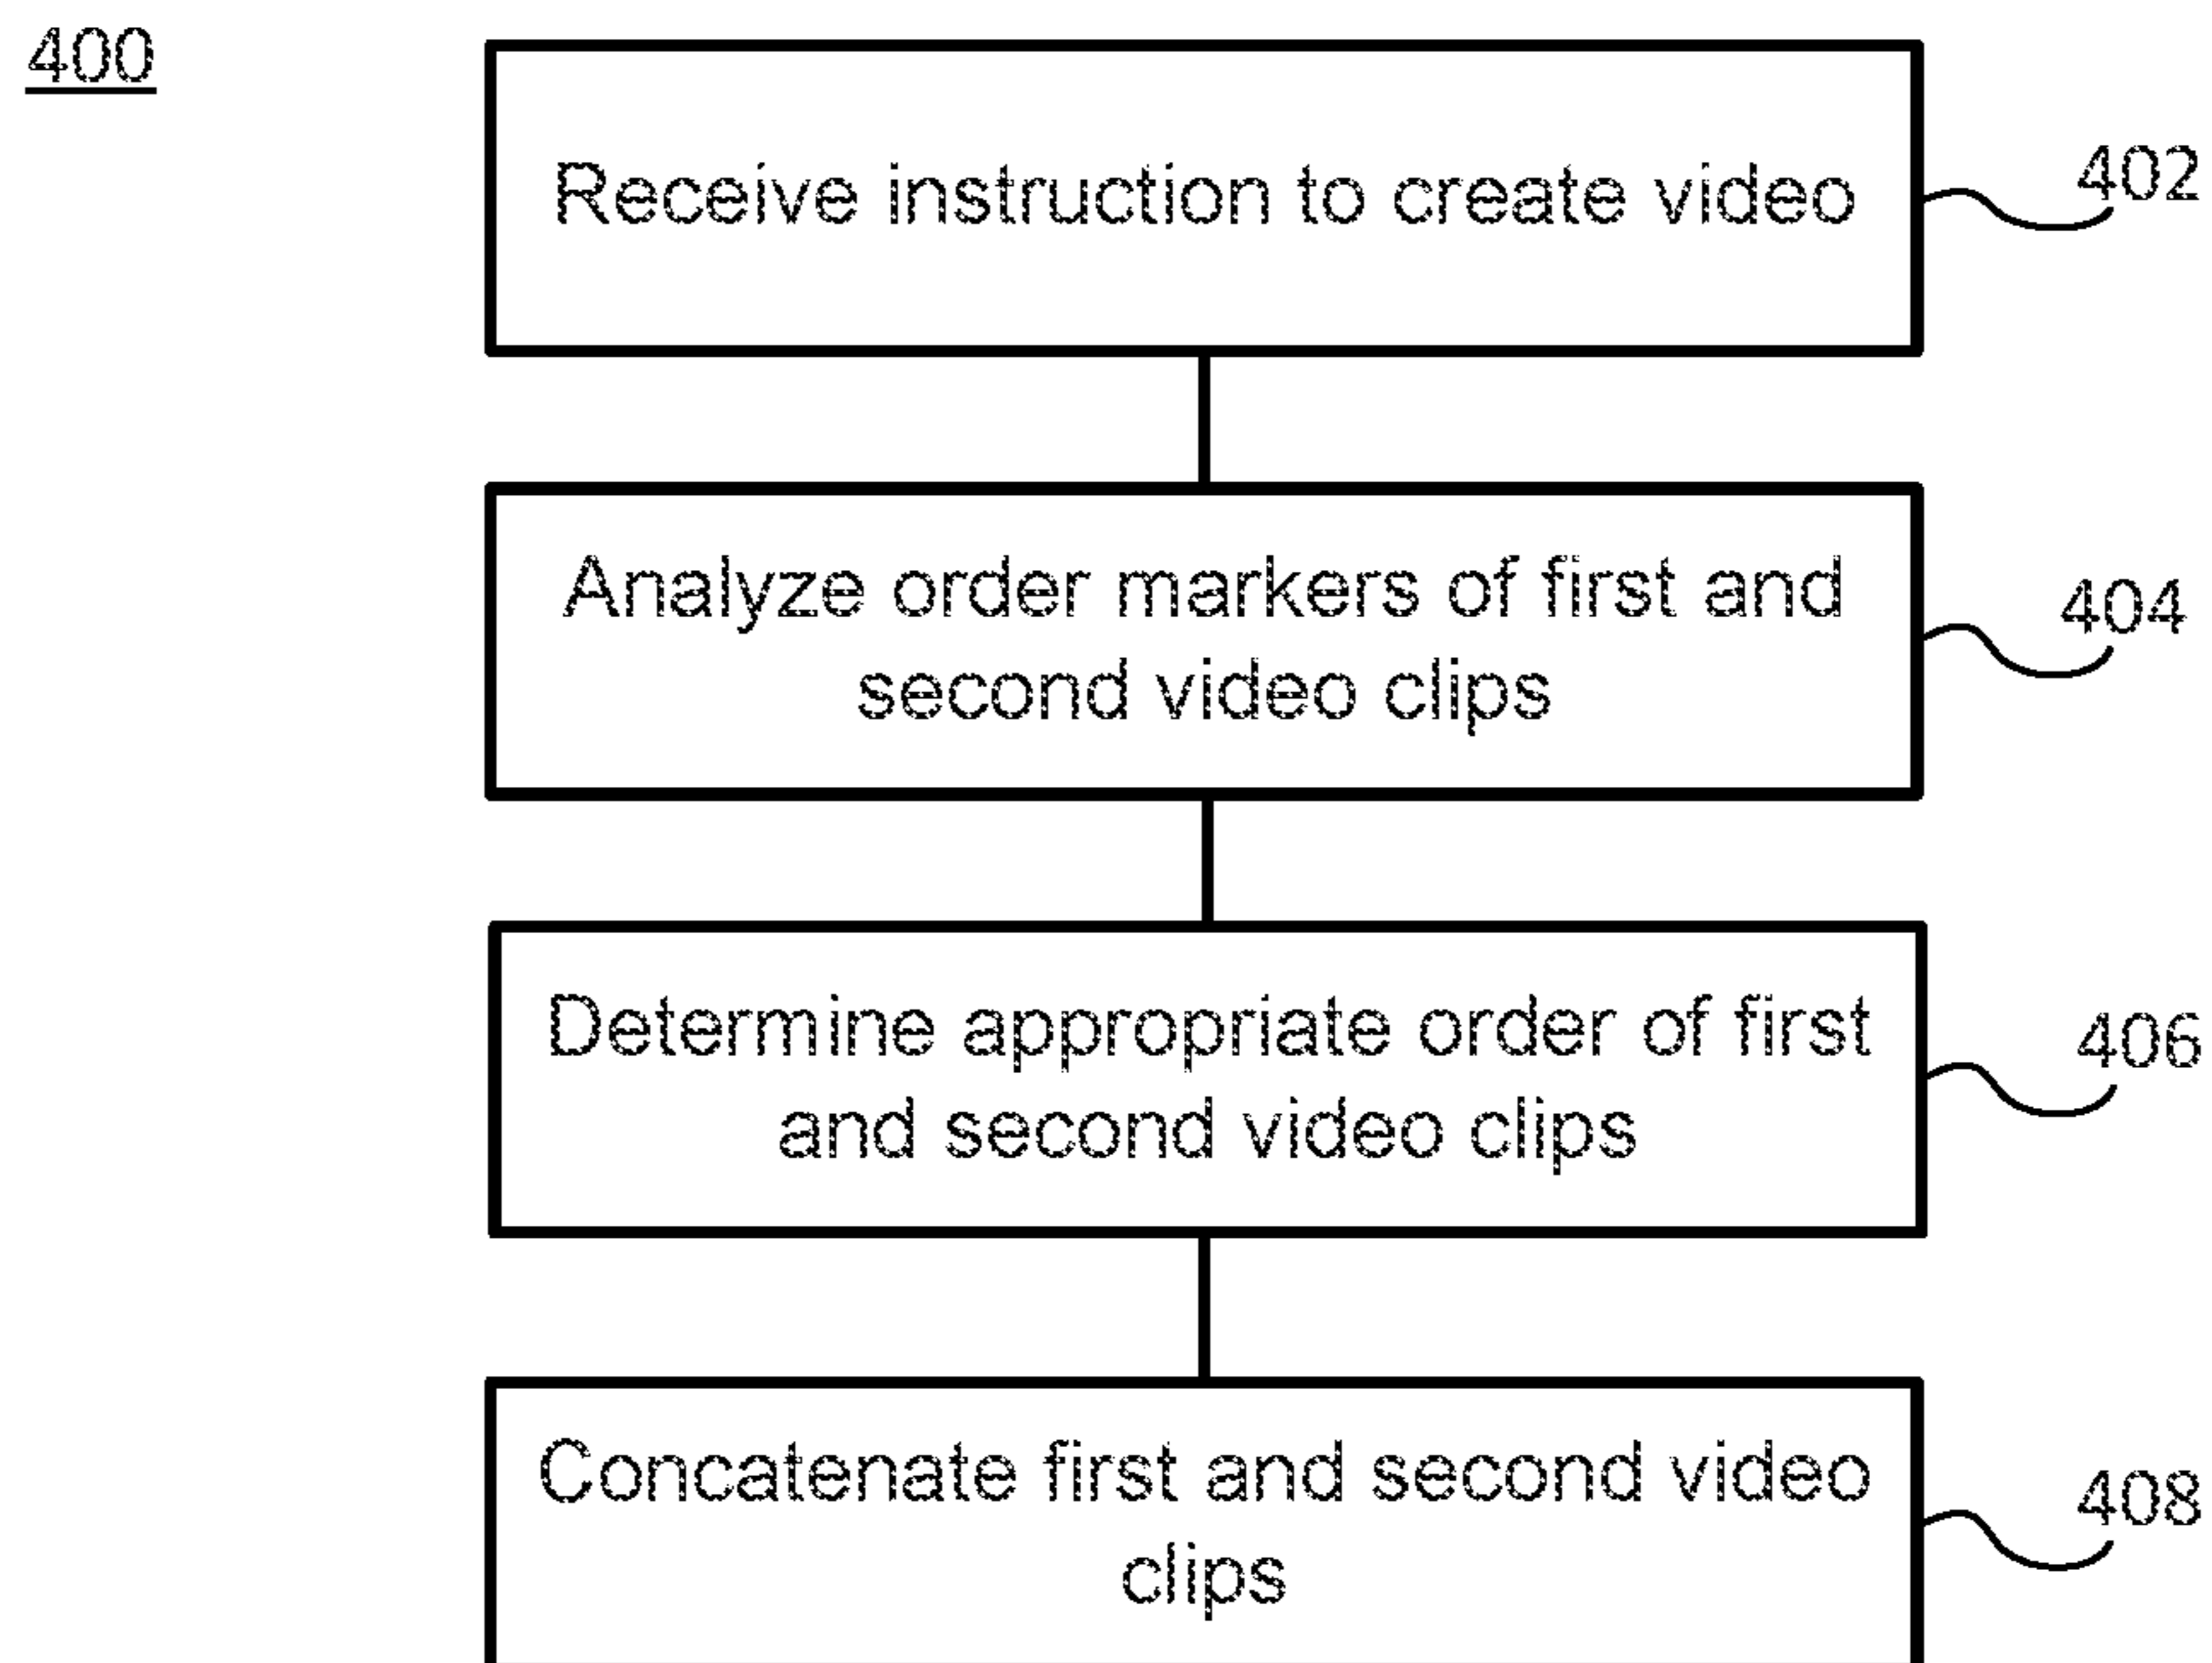 400
Receive instruction to create video
402
Analyze order markers of first and
second video clips
404
Determine appropriate order of first
and second video clips
406
Concatenate first and second video
clips
408